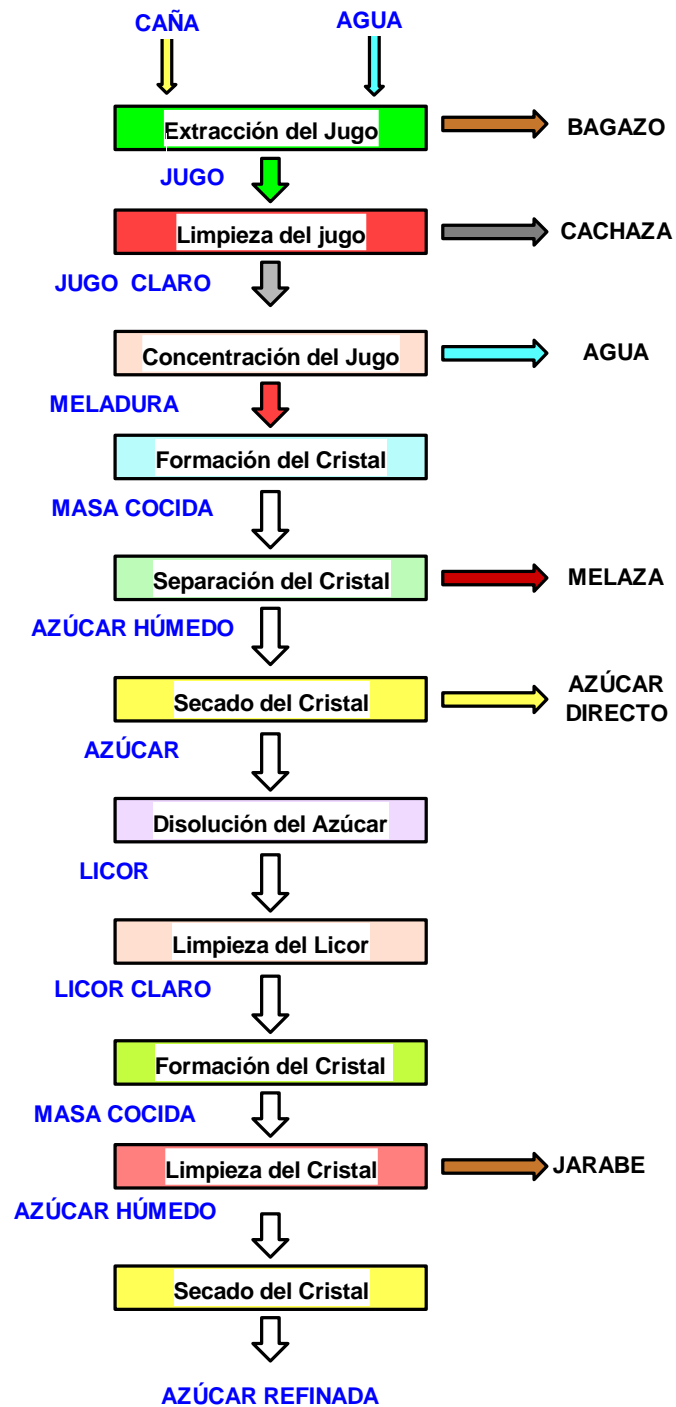 CAÑA
AGUA
Extracción del Jugo
BAGAZO
JUGO
Limpieza del jugo
CACHAZA
JUGO CLARO
Concentración del Jugo
AGUA
MELADURA
Formación del Cristal
MASA COCIDA
Separación del Cristal
MELAZA
AZÚCAR HÚMEDO
Secado del Cristal
AZÚCAR
DIRECTO
AZÚCAR
Disolución del Azúcar
LICOR
Limpieza del Licor
LICOR CLARO
Formación del Cristal
MASA COCIDA
Limpieza del Cristal
JARABE
AZÚCAR HÚMEDO
Secado del Cristal
AZÚCAR REFINADA